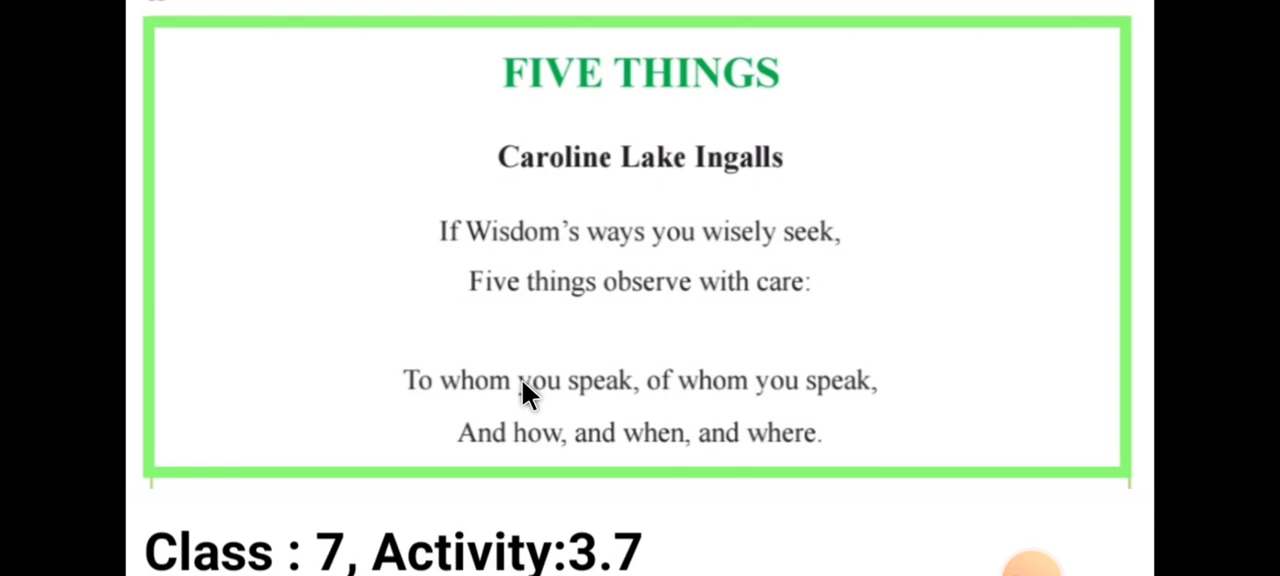 FIVE THINGS
Caroline Lake Ingalls
If Wisdom’s ways you wisely seek,
Five things observe with care:
To whom you speak, of whom you speak,
And how, and when, and where.
Class : 7, Activity:3.7